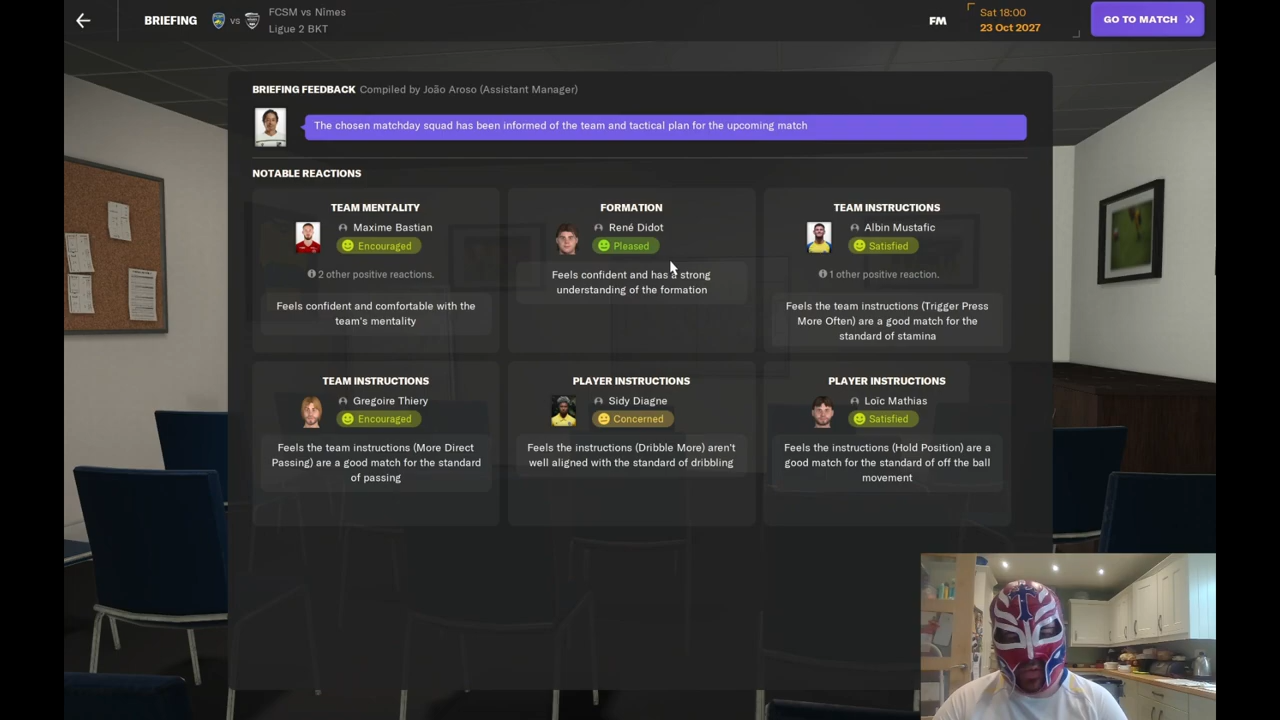 BRIEFING
vs
FCSM vs Nîmes
Ligue 2 BKT
FM
Sat 18:00
23 Oct 2027
GO TO MATCH
BRIEFING FEEDBACK Compiled by João Aroso (Assistant Manager)
The chosen matchday squad has been informed of the team and tactical plan for the upcoming match
NOTABLE REACTIONS
TEAM MENTALITY
Maxime Bastian
Encouraged
2 other positive reactions.
Feels confident and comfortable with the
team's mentality
FORMATION
René Didot
Pleased
Feels confident and has a strong
understanding of the formation
TEAM INSTRUCTIONS
Albin Mustafic
Satisfied
1 other positive reaction.
Feels the team instructions (Trigger Press
More Often) are a good match for the
standard of stamina
TEAM INSTRUCTIONS
Gregoire Thiery
Encouraged
Feels the team instructions (More Direct
Passing) are a good match for the standard
of passing
PLAYER INSTRUCTIONS
Sidy Diagne
Concerned
Feels the instructions (Dribble More) aren't
well aligned with the standard of dribbling
PLAYER INSTRUCTIONS
Loïc Mathias
Satisfied
Feels the instructions (Hold Position) are a
good match for the standard of off the ball
movement